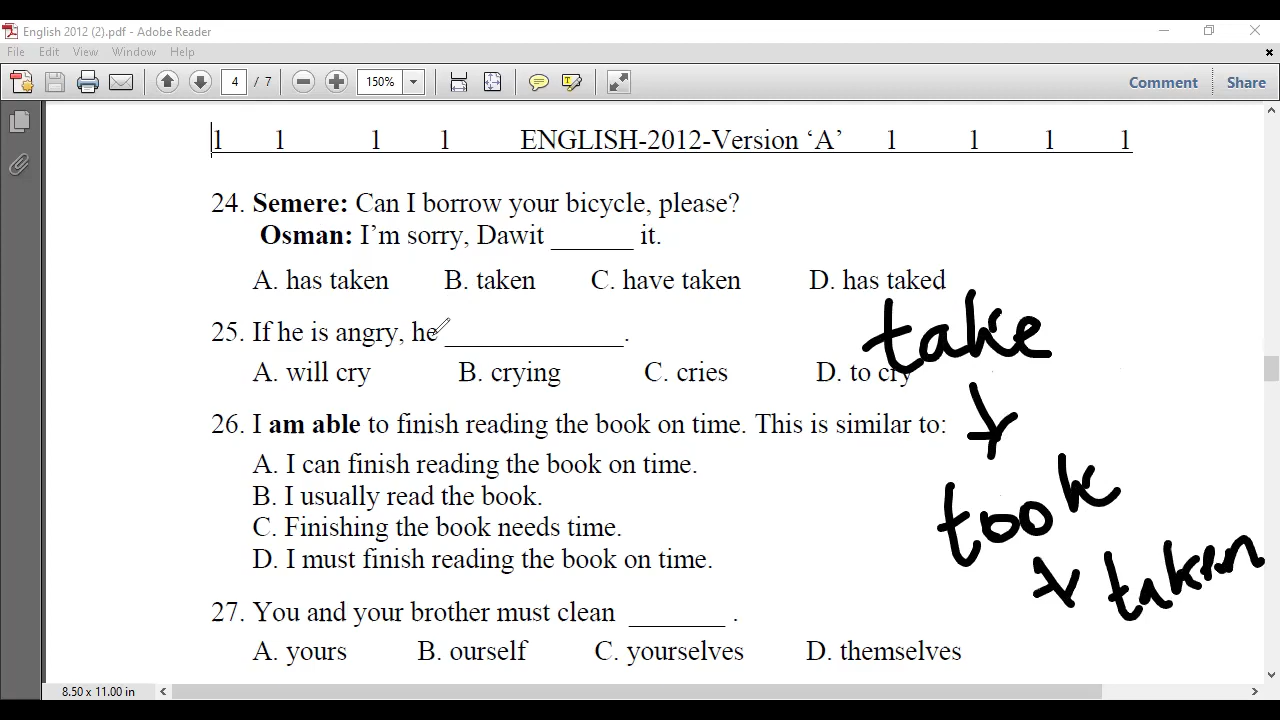 English 2012 (2).pdf - Adobe Reader
File Edit View Window Help
4 / 7 150% Comment Share
1 1 1 1 ENGLISH-2012-Version ‘A’ 1 1 1 1
24. Semere: Can I borrow your bicycle, please?
Osman: I’m sorry, Dawit ______ it.
A. has taken B. taken C. have taken D. has taked
25. If he is angry, he _____________.
A. will cry B. crying C. cries D. to cry
take
26. I am able to finish reading the book on time. This is similar to:
A. I can finish reading the book on time.
B. I usually read the book.
C. Finishing the book needs time.
D. I must finish reading the book on time.
took
taken
27. You and your brother must clean _______ .
A. yours B. ourself C. yourselves D. themselves
8.50 x 11.00 in